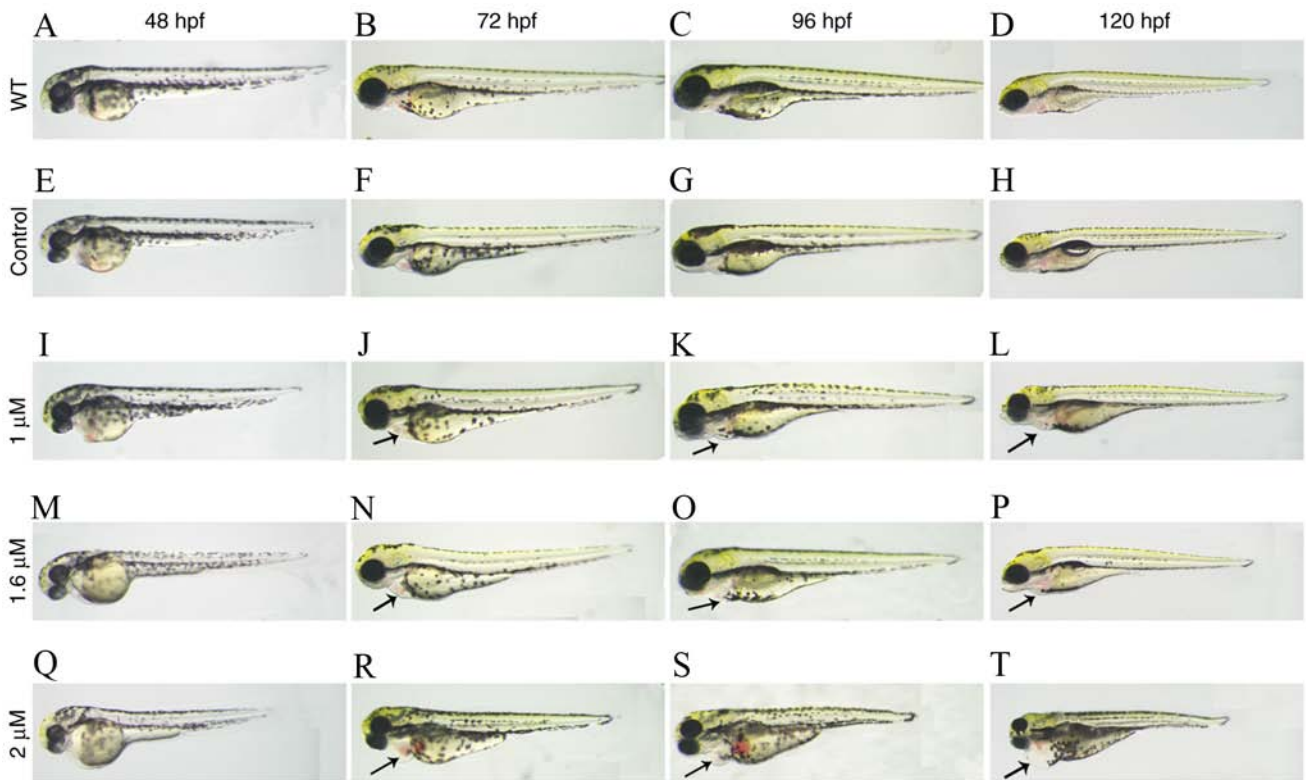 A 48 hpf B 72 hpf C 96 hpf D 120 hpf
WT
E F G H
Control
I J K L
1 μM
M N O P
1.6 μM
Q R S T
2 μM